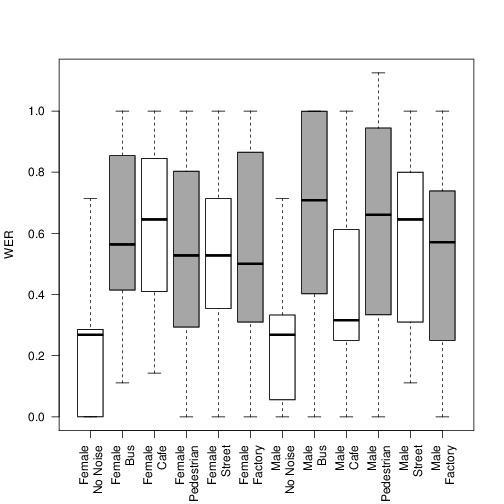 WER
1.0
0.8
0.6
0.4
0.2
0.0
Female
No Noise
Female
Bus
Female
Cafe
Female
Pedestrian
Female
Street
Female
Factory
Male
No Noise
Male
Bus
Male
Cafe
Male
Pedestrian
Male
Street
Male
Factory